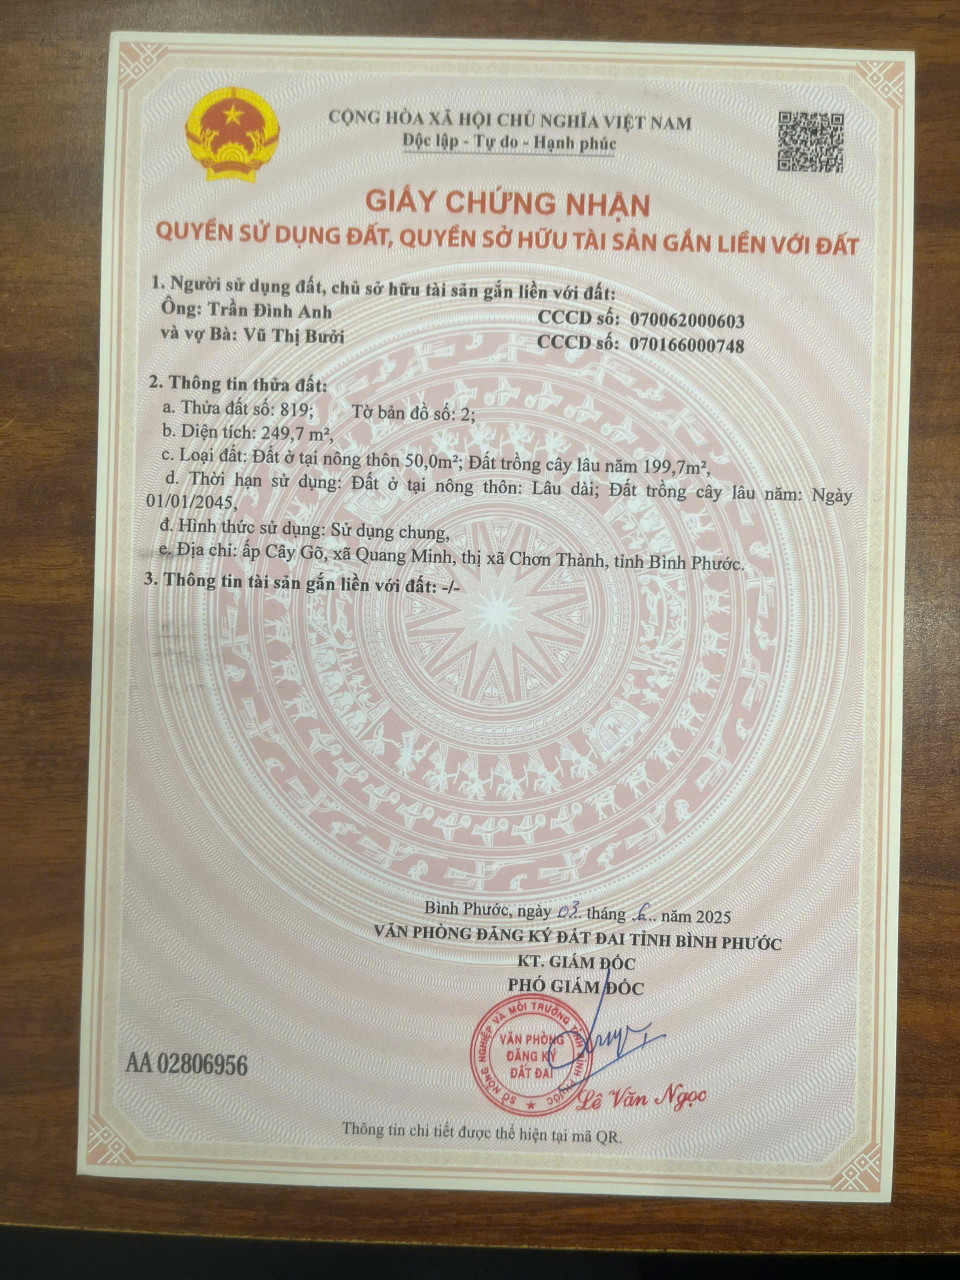 CỘNG HÒA XÃ HỘI CHỦ NGHĨA VIỆT NAM
Độc lập - Tự do - Hạnh phúc
GIẤY CHỨNG NHẬN
QUYỀN SỬ DỤNG ĐẤT, QUYỀN SỞ HỮU TÀI SẢN GẮN LIỀN VỚI ĐẤT
1. Người sử dụng đất, chủ sở hữu tài sản gắn liền với đất:
Ông: Trần Đình Anh CCCD số: 070062000603
và vợ Bà: Vũ Thị Bưởi CCCD số: 070166000748
2. Thông tin thửa đất:
a. Thửa đất số: 819; Tờ bản đồ số: 2;
b. Diện tích: 249,7 m²,
c. Loại đất: Đất ở tại nông thôn 50,0m²; Đất trồng cây lâu năm 199,7m²,
d. Thời hạn sử dụng: Đất ở tại nông thôn: Lâu dài; Đất trồng cây lâu năm: Ngày
01/01/2045,
đ. Hình thức sử dụng: Sử dụng chung,
e. Địa chỉ: ấp Cây Gõ, xã Quang Minh, thị xã Chơn Thành, tỉnh Bình Phước.
3. Thông tin tài sản gắn liền với đất: -/-
Bình Phước, ngày 03 tháng 6 năm 2025
VĂN PHÒNG ĐĂNG KÝ ĐẤT ĐAI TỈNH BÌNH PHƯỚC
KT. GIÁM ĐỐC
PHÓ GIÁM ĐỐC
SỞ NÔNG NGHIỆP VÀ MÔI TRƯỜNG TỈNH BÌNH PHƯỚC
VĂN PHÒNG
ĐĂNG KÝ
ĐẤT ĐAI
Lê Văn Ngọc
AA 02806956
Thông tin chi tiết được thể hiện tại mã QR.